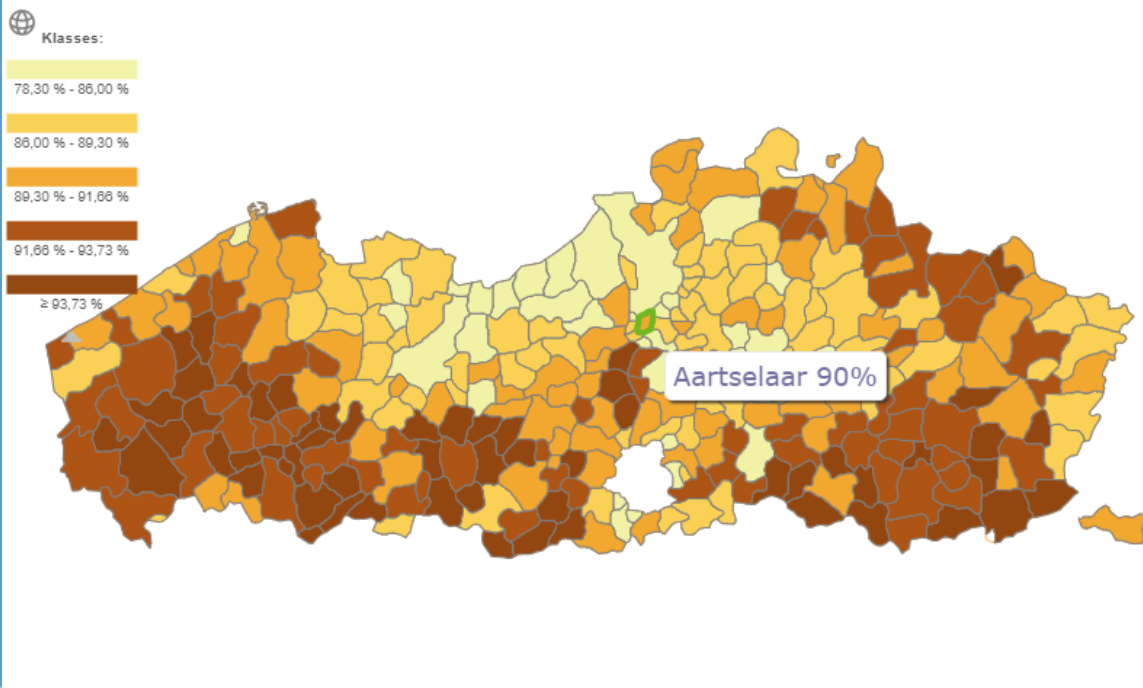 Klasses:
78,30 % - 86,00 %
86,00 % - 89,30 %
89,30 % - 91,66 %
91,66 % - 93,73 %
≥ 93,73 %
Aartselaar 90%